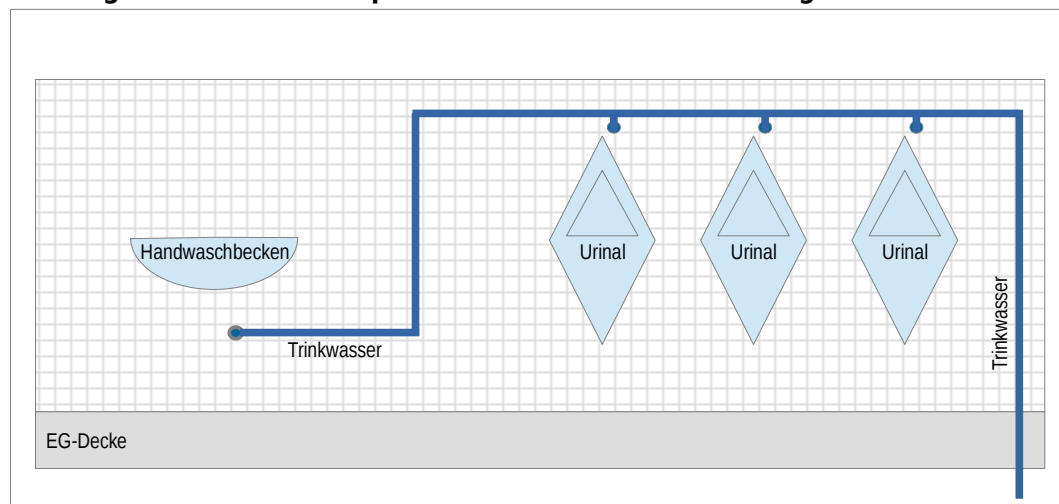 Handwaschbecken
Urinal
Urinal
Urinal
Trinkwasser
Trinkwasser
EG-Decke